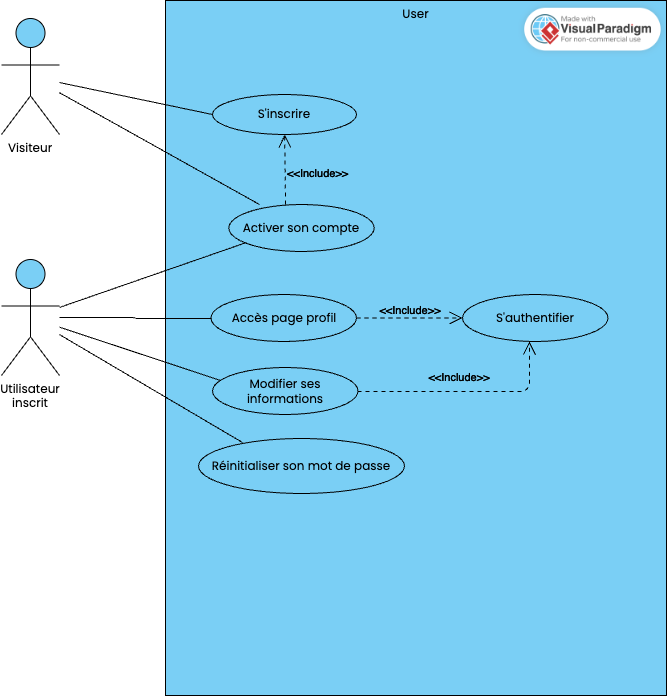 User
Made with
Visual Paradigm
For non-commercial use
S'inscrire
Visiteur
<<Include>>
Activer son compte
Accès page profil
<<Include>>
S'authentifier
Utilisateur
inscrit
Modifier ses
informations
<<Include>>
Réinitialiser son mot de passe